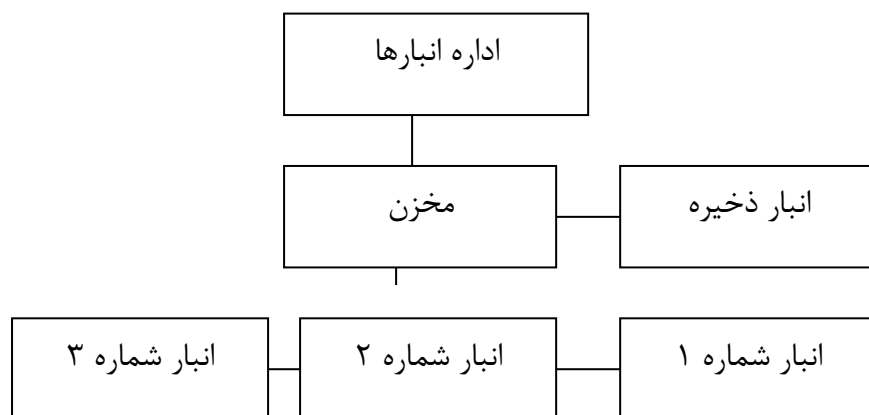 اداره انبارها
مخزن
انبار ذخیره
انبار شماره ۱
انبار شماره ۲
انبار شماره ۳